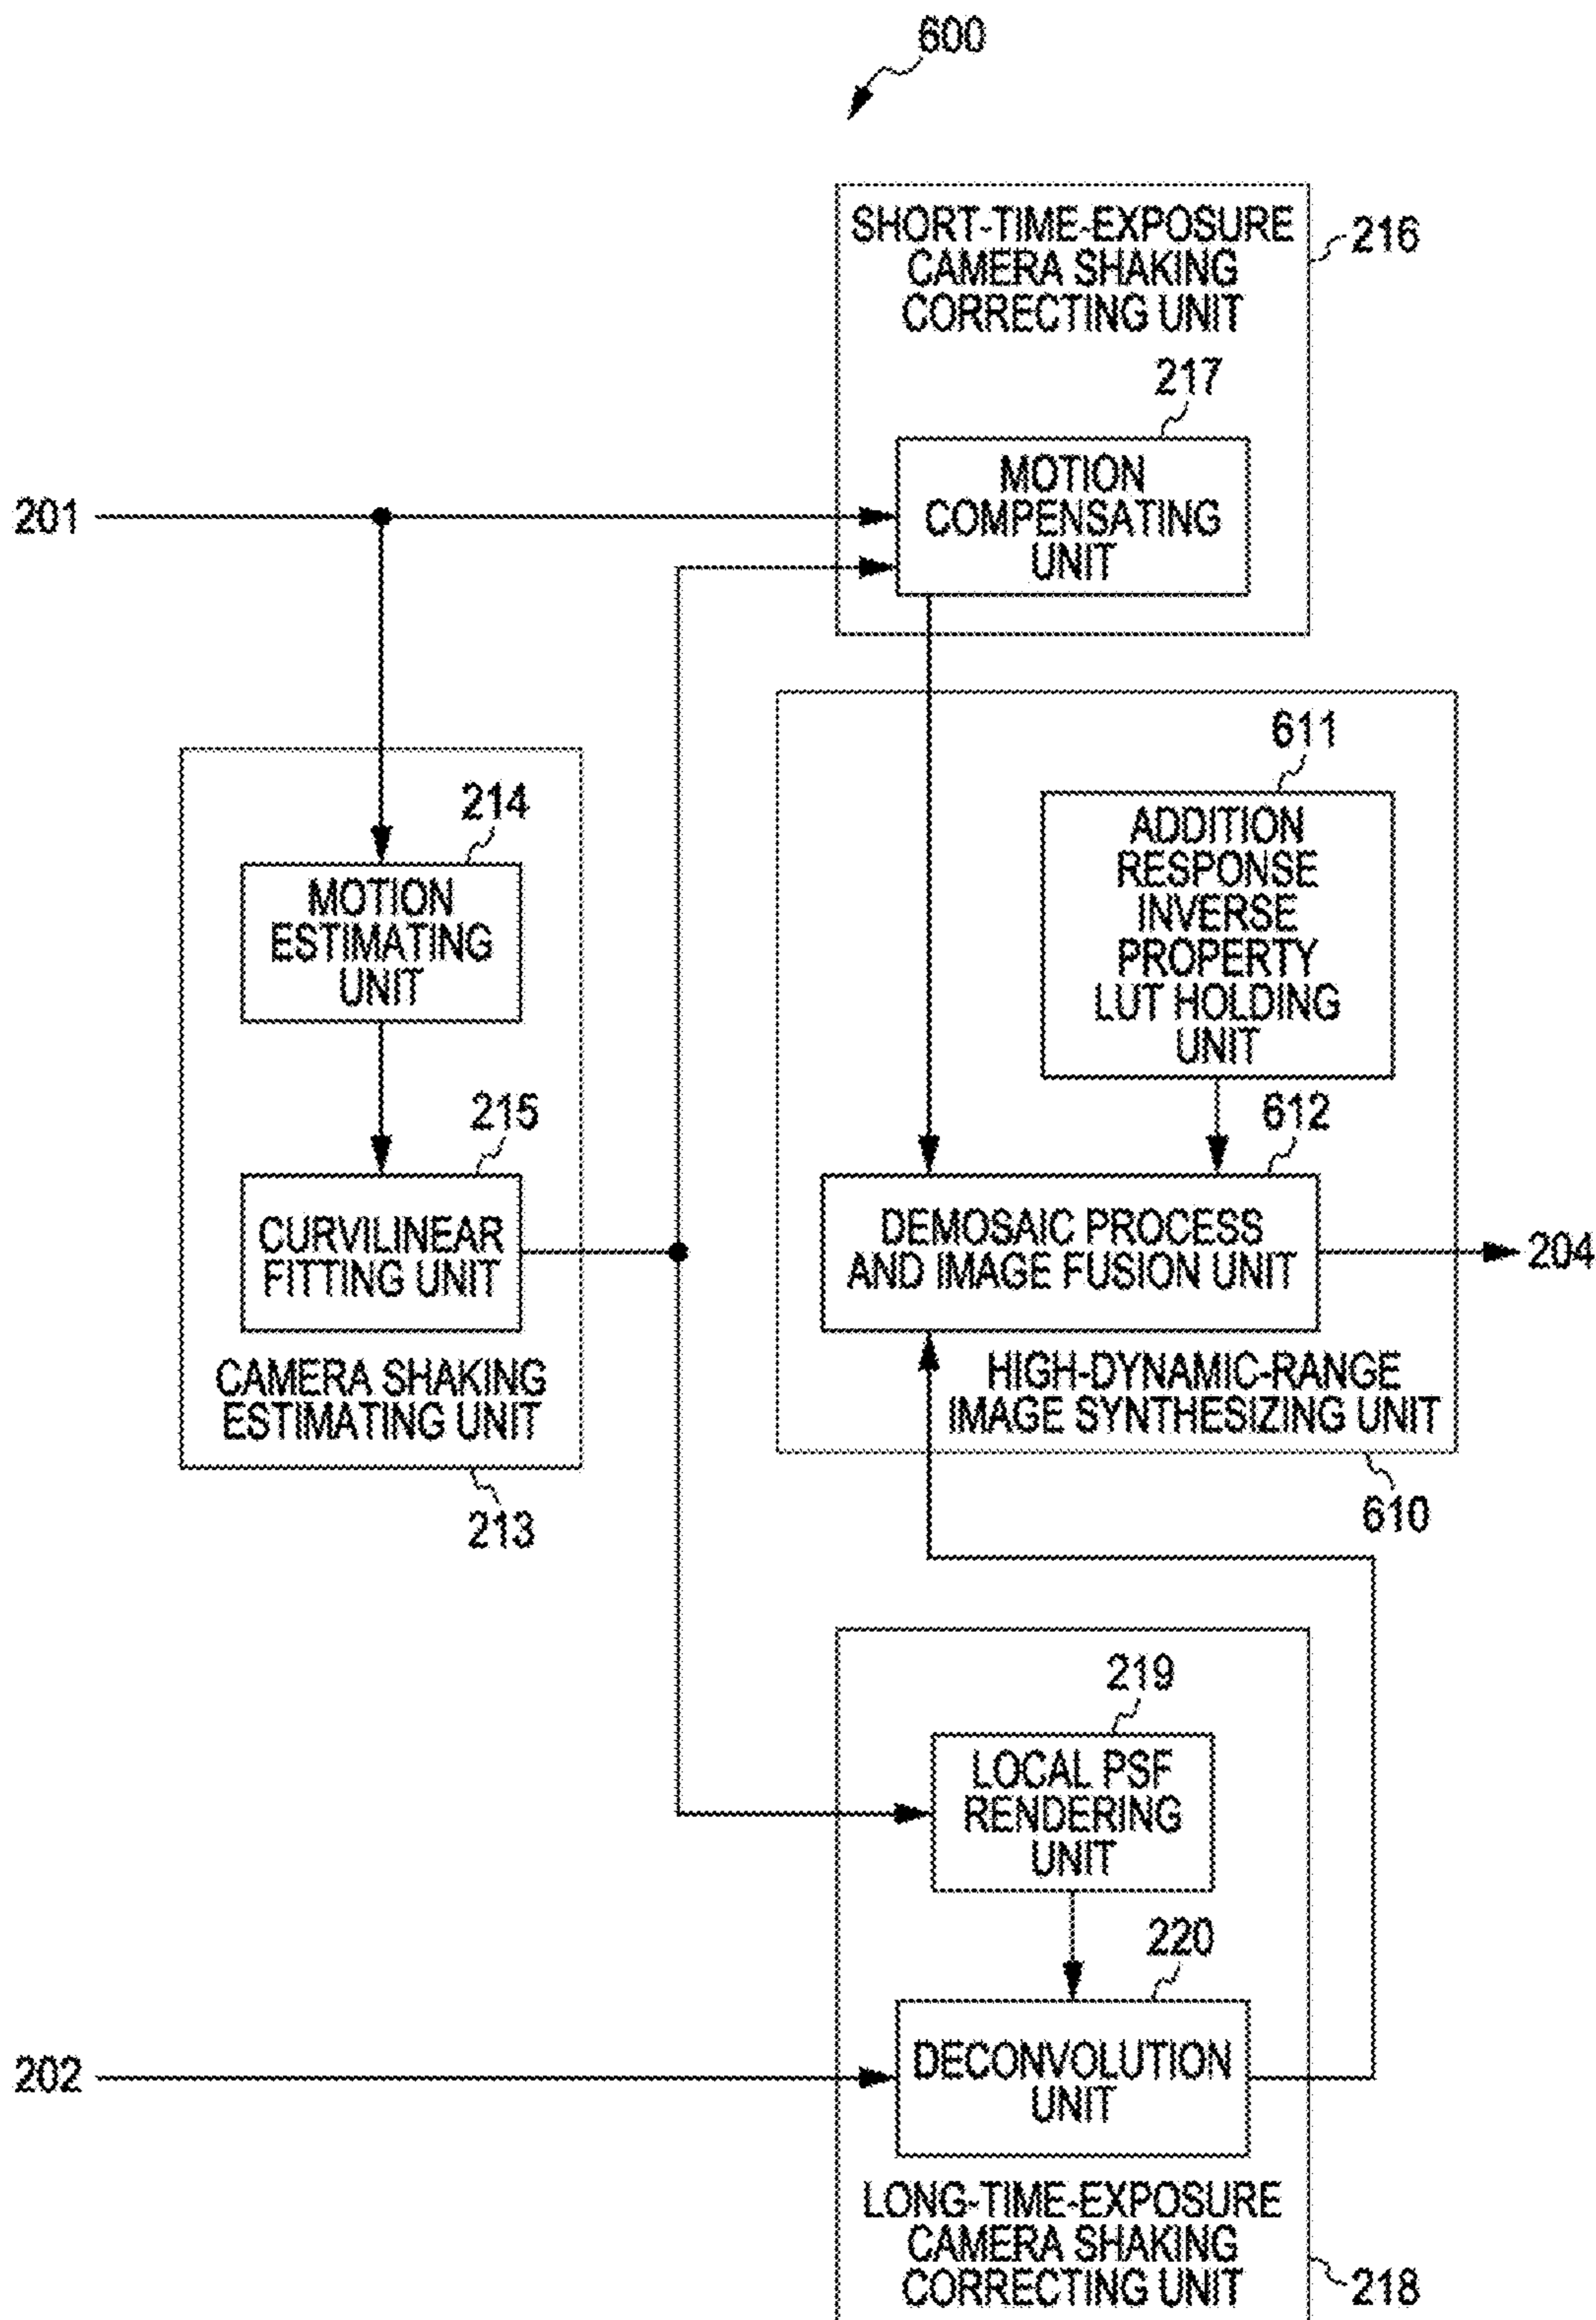 600
SHORT-TIME-EXPOSURE
CAMERA SHAKING
CORRECTING UNIT
216
217
MOTION
COMPENSATING
UNIT
201
611
ADDITION
RESPONSE
INVERSE
PROPERTY
LUT HOLDING
UNIT
214
MOTION
ESTIMATING
UNIT
215
CURVILINEAR
FITTING UNIT
CAMERA SHAKING
ESTIMATING UNIT
213
612
DEMOSAIC PROCESS
AND IMAGE FUSION UNIT
204
HIGH-DYNAMIC-RANGE
IMAGE SYNTHESIZING UNIT
610
219
LOCAL PSF
RENDERING
UNIT
220
202
DECONVOLUTION
UNIT
LONG-TIME-EXPOSURE
CAMERA SHAKING
CORRECTING UNIT
218